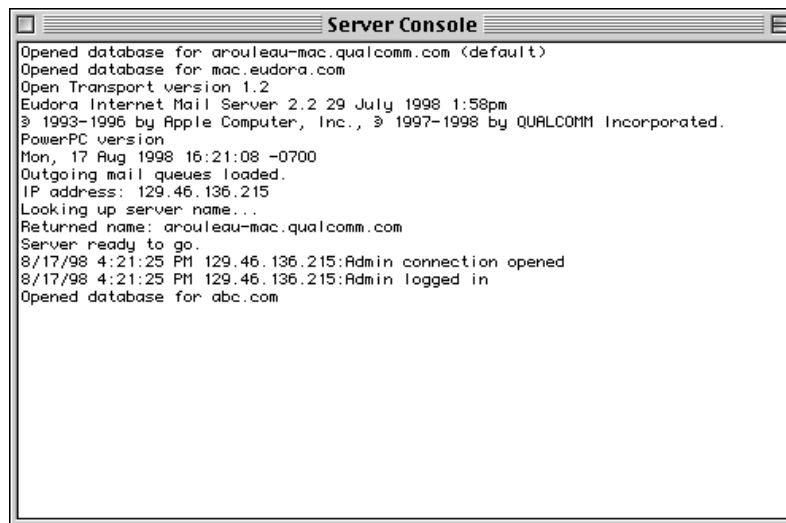 Server Console
Opened database for arouleau-mac.qualcomm.com (default)
Opened database for mac.eudora.com
Open Transport version 1.2
Eudora Internet Mail Server 2.2 29 July 1998 1:58pm
© 1993-1996 by Apple Computer, Inc., © 1997-1998 by QUALCOMM Incorporated.
PowerPC version
Mon, 17 Aug 1998 16:21:08 -0700
Outgoing mail queues loaded.
IP address: 129.46.136.215
Looking up server name...
Returned name: arouleau-mac.qualcomm.com
Server ready to go.
8/17/98 4:21:25 PM 129.46.136.215:Admin connection opened
8/17/98 4:21:25 PM 129.46.136.215:Admin logged in
Opened database for abc.com